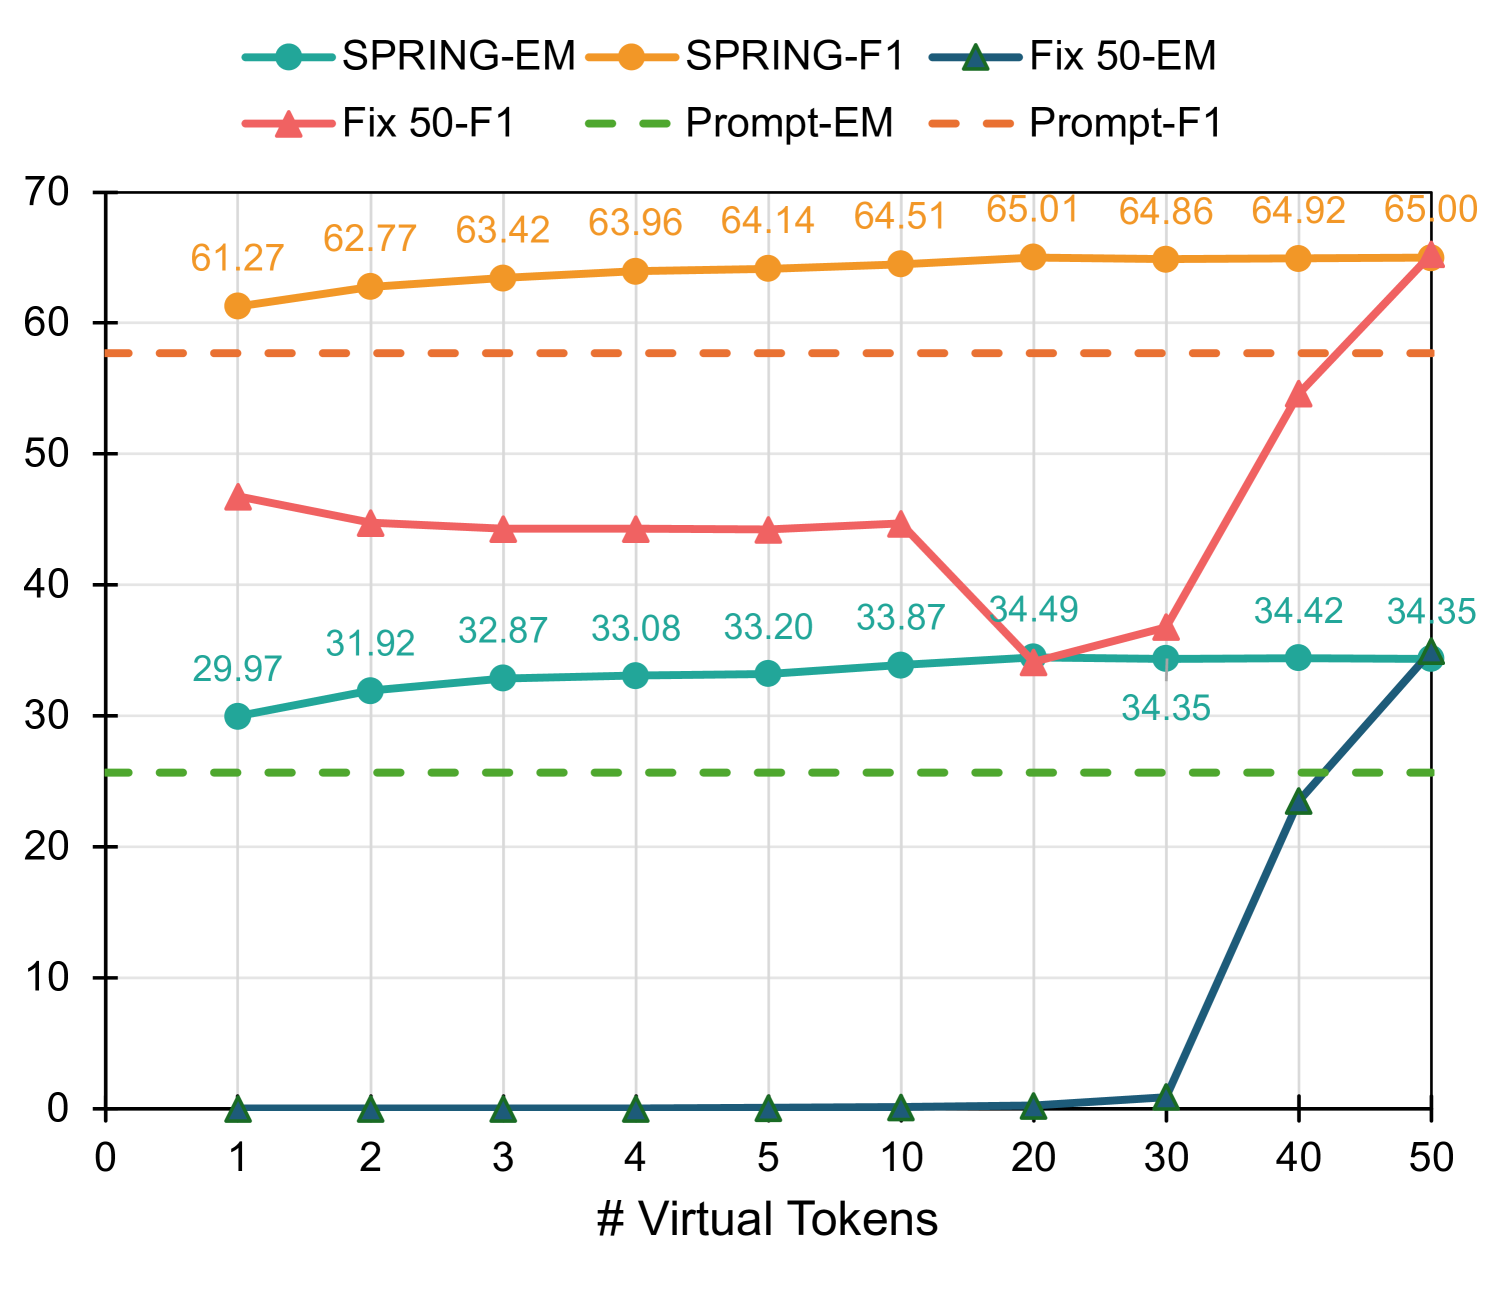 SPRING-EM SPRING-F1 Fix 50-EM
Fix 50-F1 Prompt-EM Prompt-F1
70
61.27 62.77 63.42 63.96 64.14 64.51 65.01 64.86 64.92 65.00
60
50
40
29.97 31.92 32.87 33.08 33.20 33.87 34.49 34.42 34.35
34.35
30
20
10
0
0 1 2 3 4 5 10 20 30 40 50
# Virtual Tokens